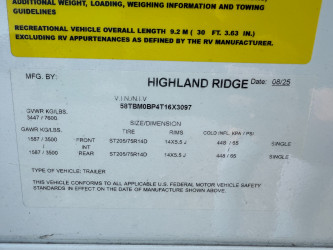 ADDITIONAL WEIGHT, LOADING, WEIGHING INFORMATION AND TOWING
GUIDELINES
RECREATIONAL VEHICLE OVERALL LENGTH 9.2 M ( 30 FT. 3.63 IN.)
EXCLUDING RV APPURTENANCES AS DEFINED BY THE RV MANUFACTURER.
MFG. BY: HIGHLAND RIDGE Date: 08/25
V.I.N./N.I.V
GVWR KG/LBS. 58TBM0BP4T16X3097
3447 / 7600
SIZE/DIMENSION
GAWR KG/LBS. TIRE RIMS COLD INFL. KPA / PSI
1587 / 3500 FRONT ST205/75R14D 14X5.5 J 448 / 65 SINGLE
INT
1587 / 3500 REAR ST205/75R14D 14X5.5 J 448 / 65 SINGLE
TYPE VEHICLE: TRAILER
THIS VEHICLE CONFORMS TO ALL APPLICABLE U.S. FEDERAL MOTOR VEHICLE SAFETY
STANDARDS IN EFFECT ON THE DATE OF MANUFACTURE SHOWN ABOVE.